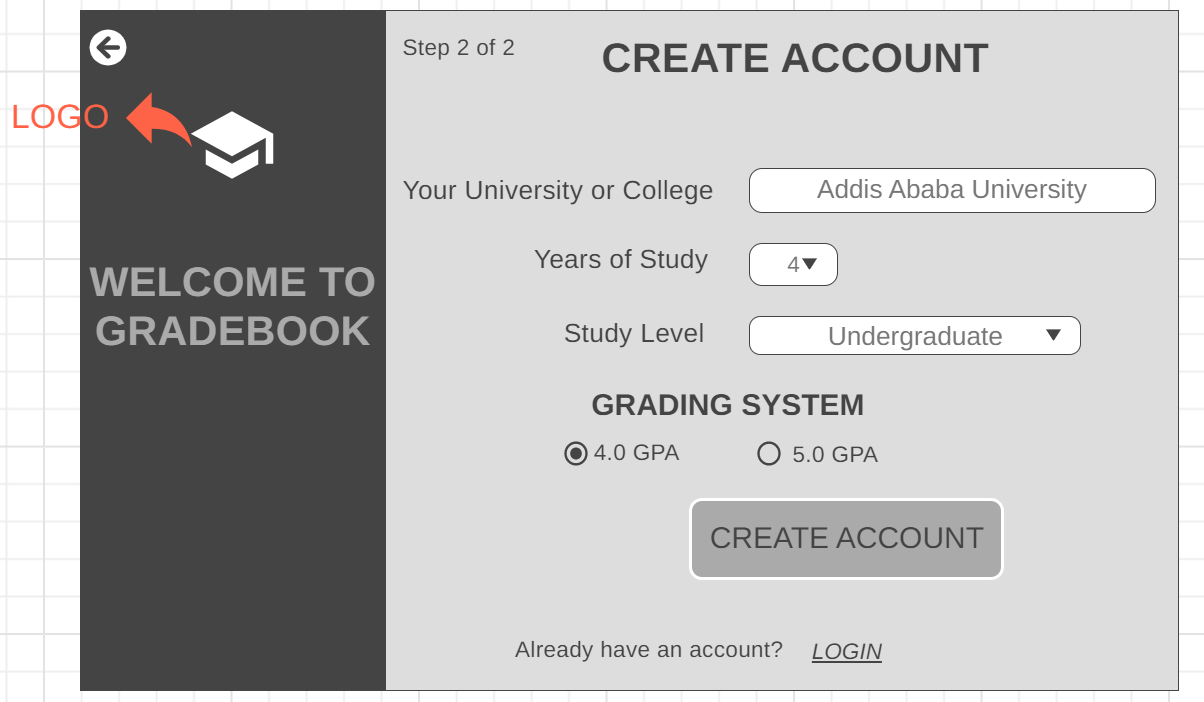 LOGO
WELCOME TO
GRADEBOOK
Step 2 of 2
CREATE ACCOUNT
Your University or College
Addis Ababa University
Years of Study
4
Study Level
Undergraduate
GRADING SYSTEM
4.0 GPA
5.0 GPA
CREATE ACCOUNT
Already have an account? LOGIN